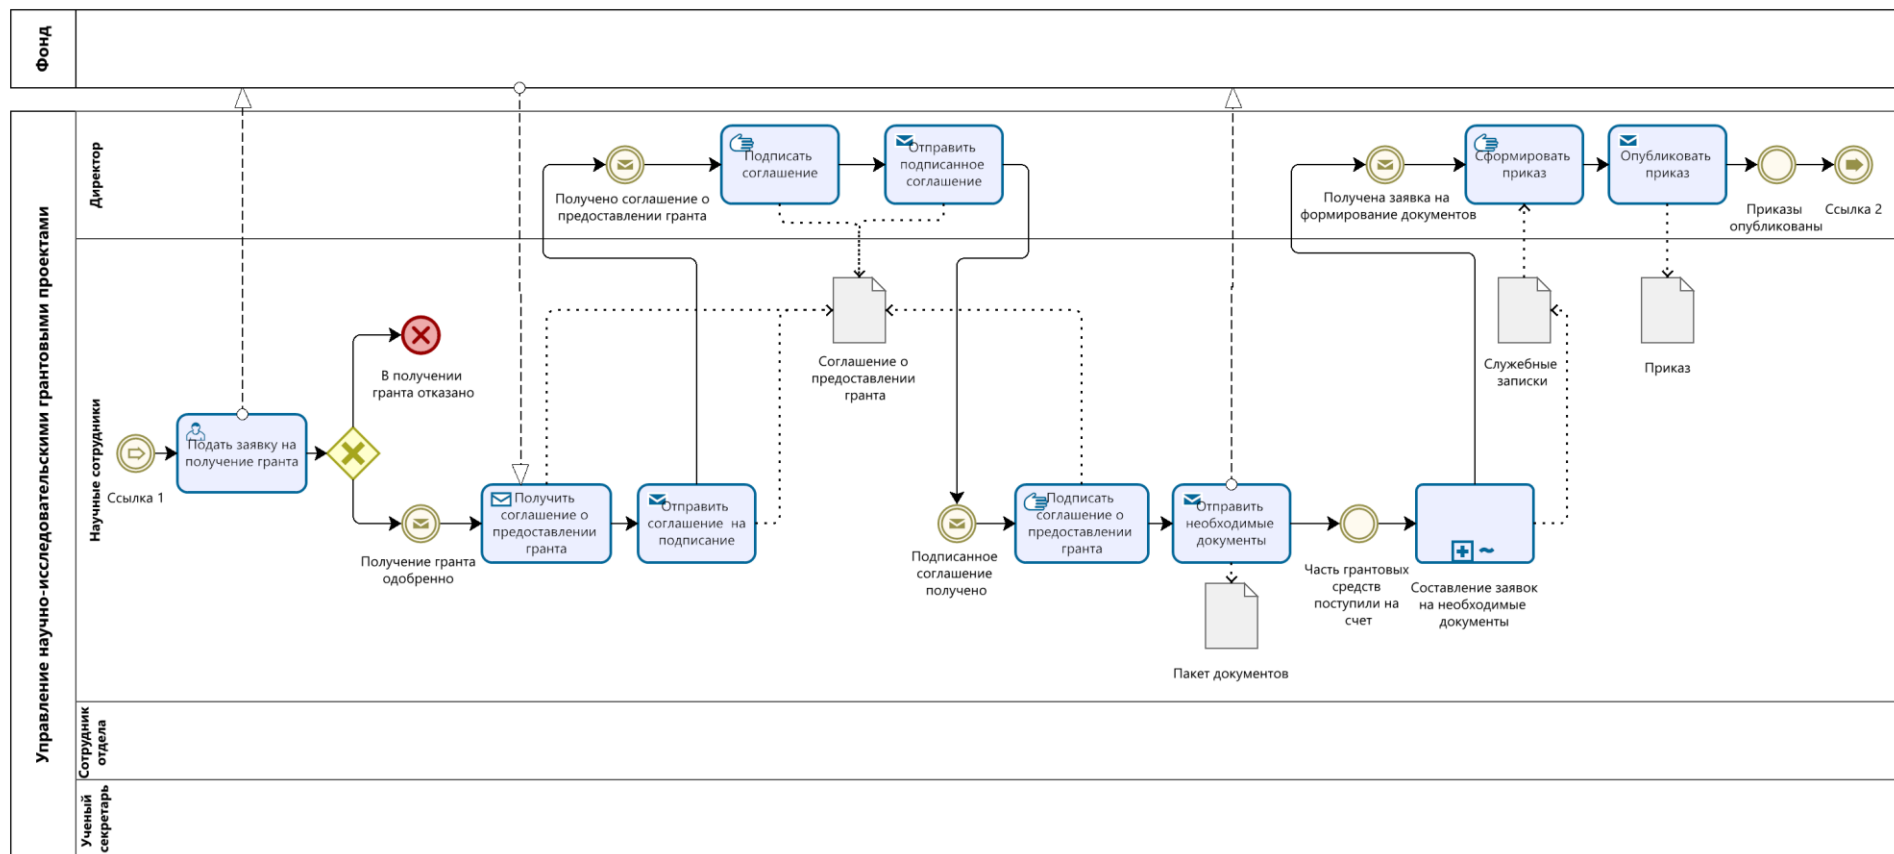 Фонд
Управление научно-исследовательскими грантовыми проектами
Директор
Получено соглашение о
предоставлении гранта
Подписать
соглашение
Отправить
подписанное
соглашение
Получена заявка на
формирование документов
Сформировать
приказ
Опубликовать
приказ
Приказы
опубликованы
Ссылка 2
Научные сотрудники
Ссылка 1
Подать заявку на
получение гранта
В получении
гранта отказано
Получение гранта
одобренно
Получить
соглашение о
предоставлении
гранта
Отправить
соглашение на
подписание
Соглашение о
предоставлении
гранта
Подписанное
соглашение
получено
Подписать
соглашение о
предоставлении
гранта
Отправить
необходимые
документы
Пакет документов
Часть грантовых
средств
поступили на
счет
Составление заявок
на необходимые
документы
Служебные
записки
Приказ
Сотрудник
отдела
Ученый
секретарь